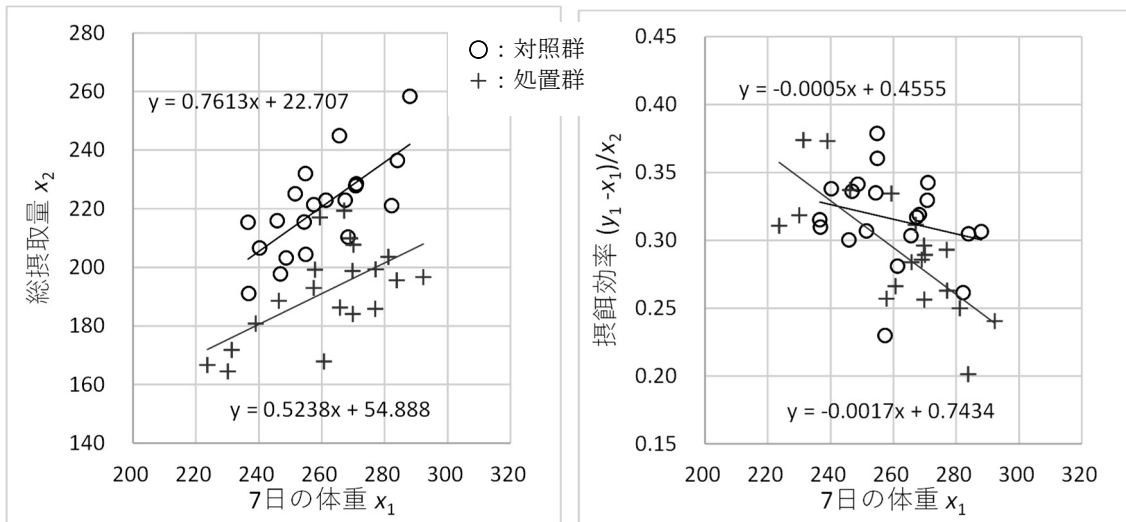 280
260
240
220
200
180
160
140
総摂取量 x₂
y = 0.7613x + 22.707
y = 0.5238x + 54.888
200 220 240 260 280 300 320
7日の体重 x₁
○：対照群
+：処置群
0.45
0.40
0.35
0.30
0.25
0.20
0.15
摂餌効率 (y₁ -x₁)/x₂
y = -0.0005x + 0.4555
y = -0.0017x + 0.7434
200 220 240 260 280 300 320
7日の体重 x₁